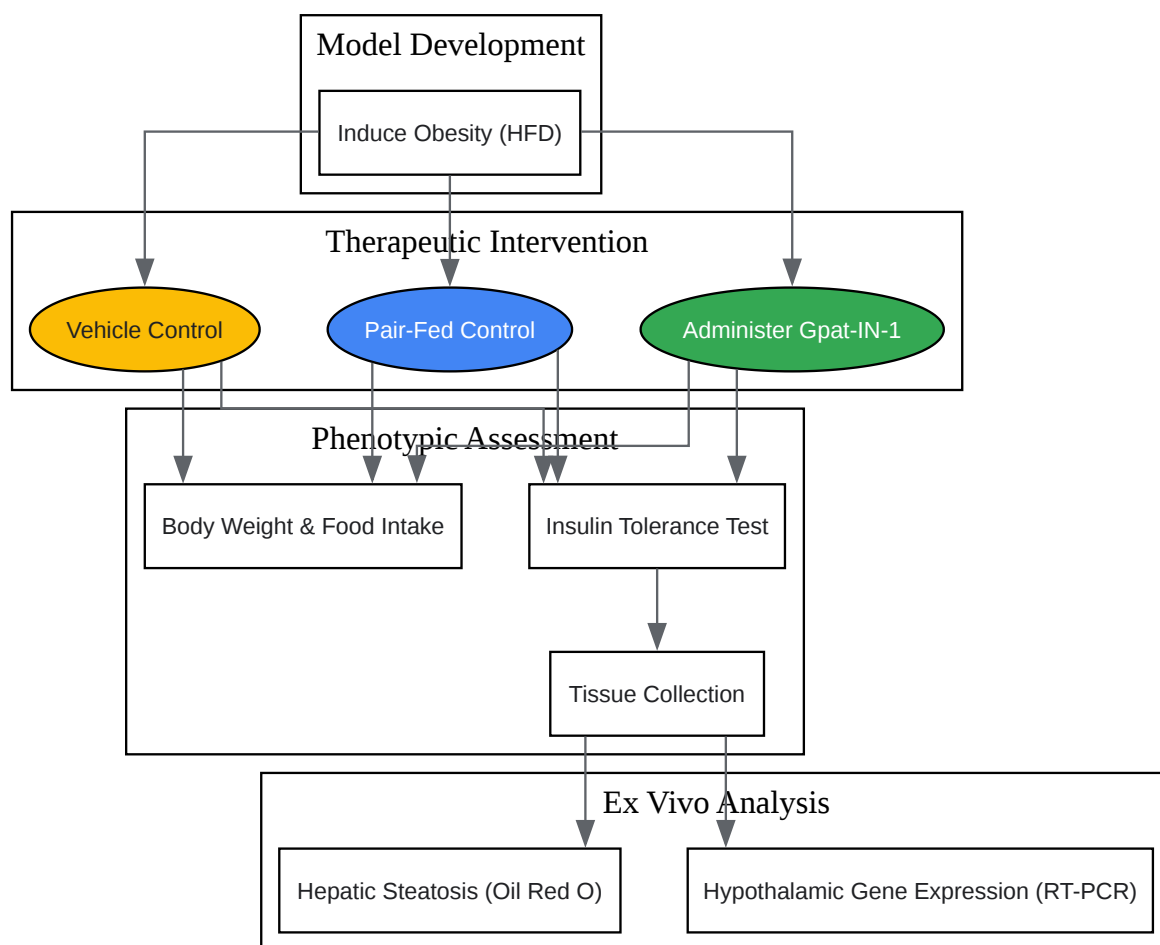 Model Development
Induce Obesity (HFD)
Therapeutic Intervention
Vehicle Control
Pair-Fed Control
Administer Gpat-IN-1
Phenotypic Assessment
Body Weight & Food Intake
Insulin Tolerance Test
Tissue Collection
Ex Vivo Analysis
Hepatic Steatosis (Oil Red O)
Hypothalamic Gene Expression (RT-PCR)